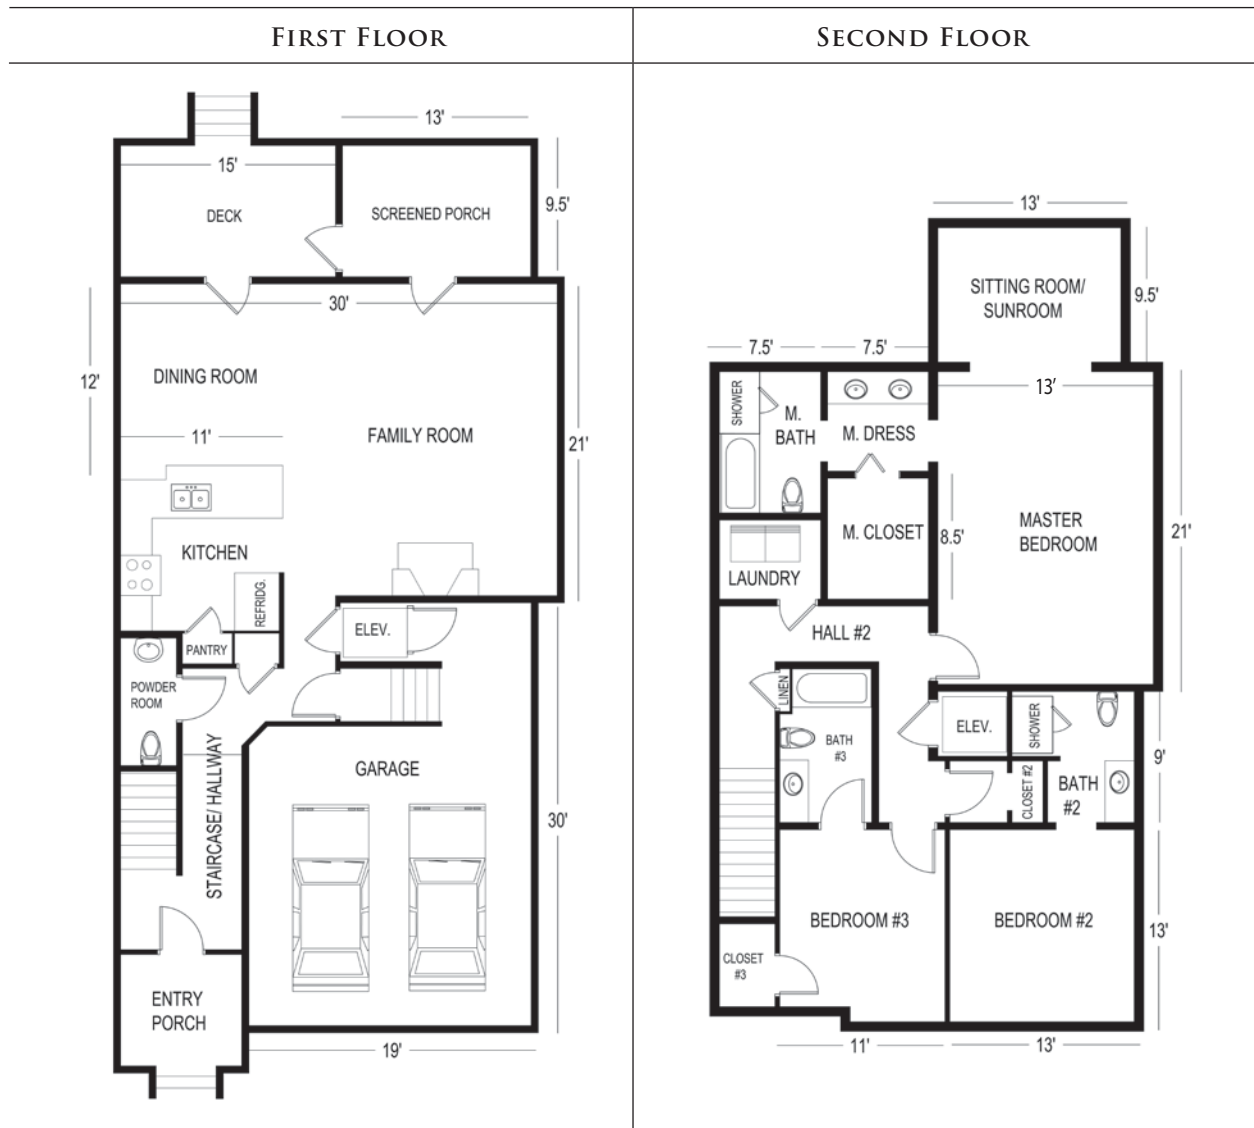 FIRST FLOOR
13'
15'
9.5'
DECK
SCREENED PORCH
30'
12'
DINING ROOM
11'
FAMILY ROOM
21'
KITCHEN
REFRIDG.
ELEV.
PANTRY
POWDER
ROOM
STAIRCASE/ HALLWAY
GARAGE
30'
ENTRY
PORCH
19'
SECOND FLOOR
13'
SITTING ROOM/
SUNROOM
9.5'
7.5'
7.5'
13'
SHOWER
M.
BATH
M. DRESS
21'
MASTER
BEDROOM
M. CLOSET
8.5'
LAUNDRY
HALL #2
LINEN
BATH
#3
ELEV.
SHOWER
9'
CLOSET #2
BATH
#2
BEDROOM #3
BEDROOM #2
13'
CLOSET
#3
11'
13'